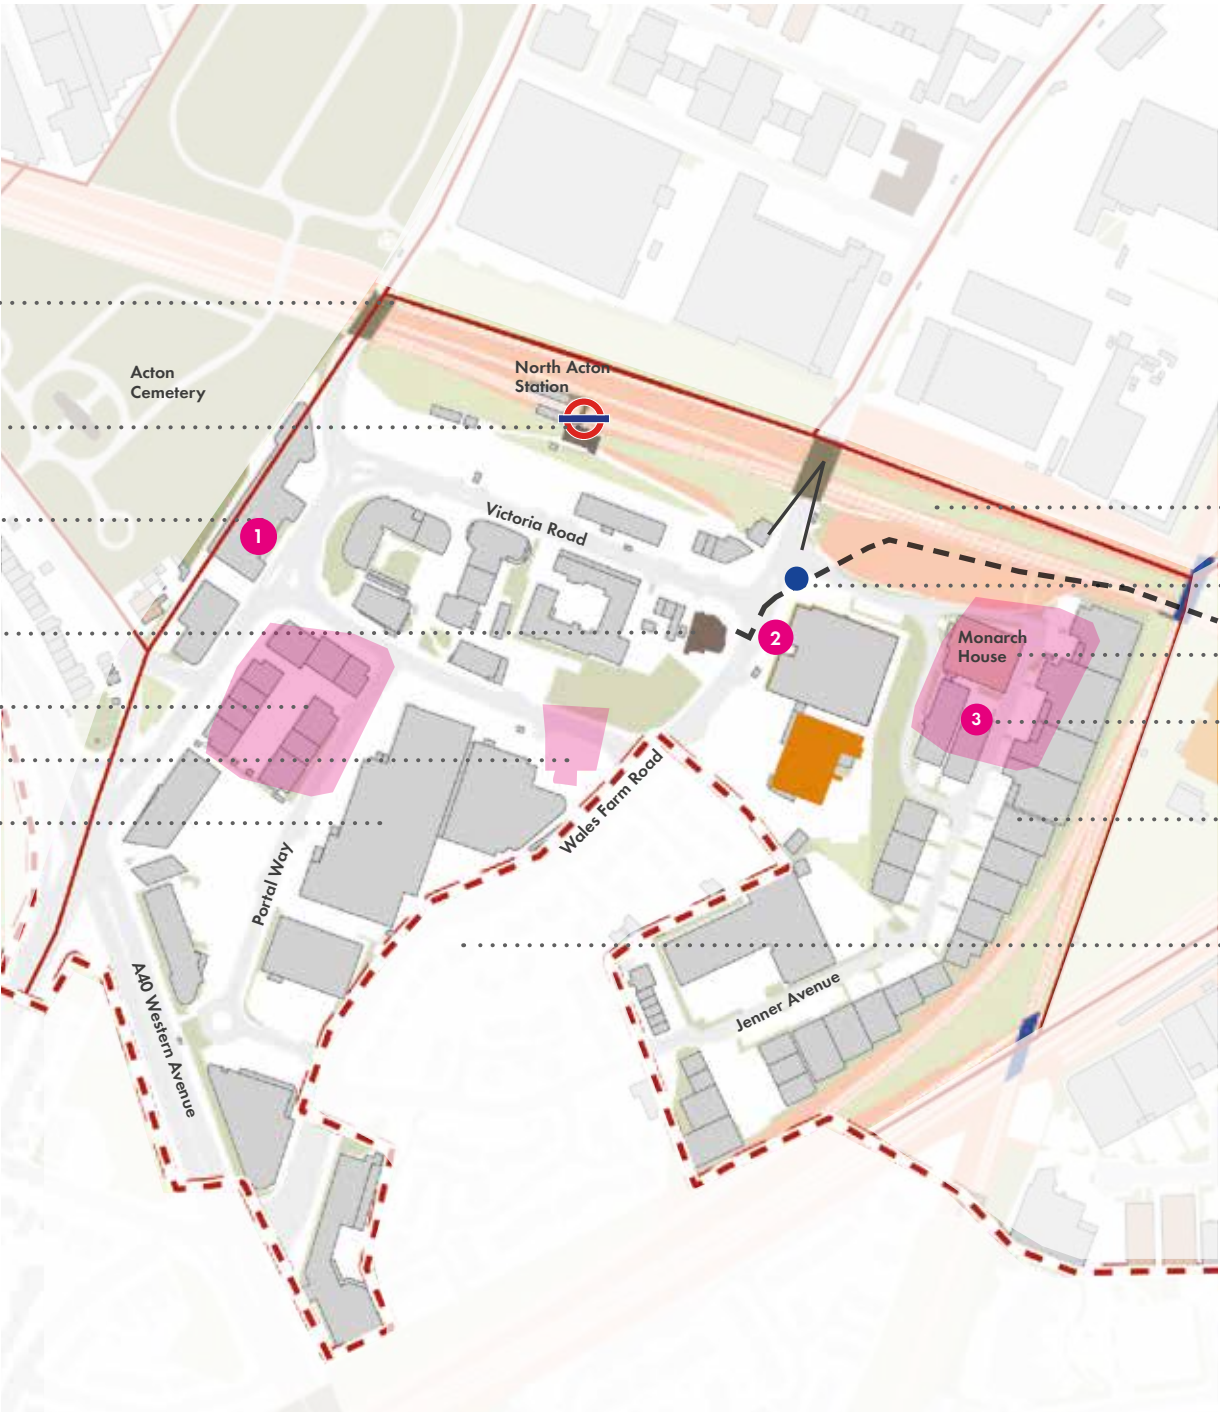 North Acton
Station
Acton
Cemetery
Victoria Road
1
2
Monarch
House
3
Wales Farm Road
Portal Way
A40 Western Avenue
Jenner Avenue